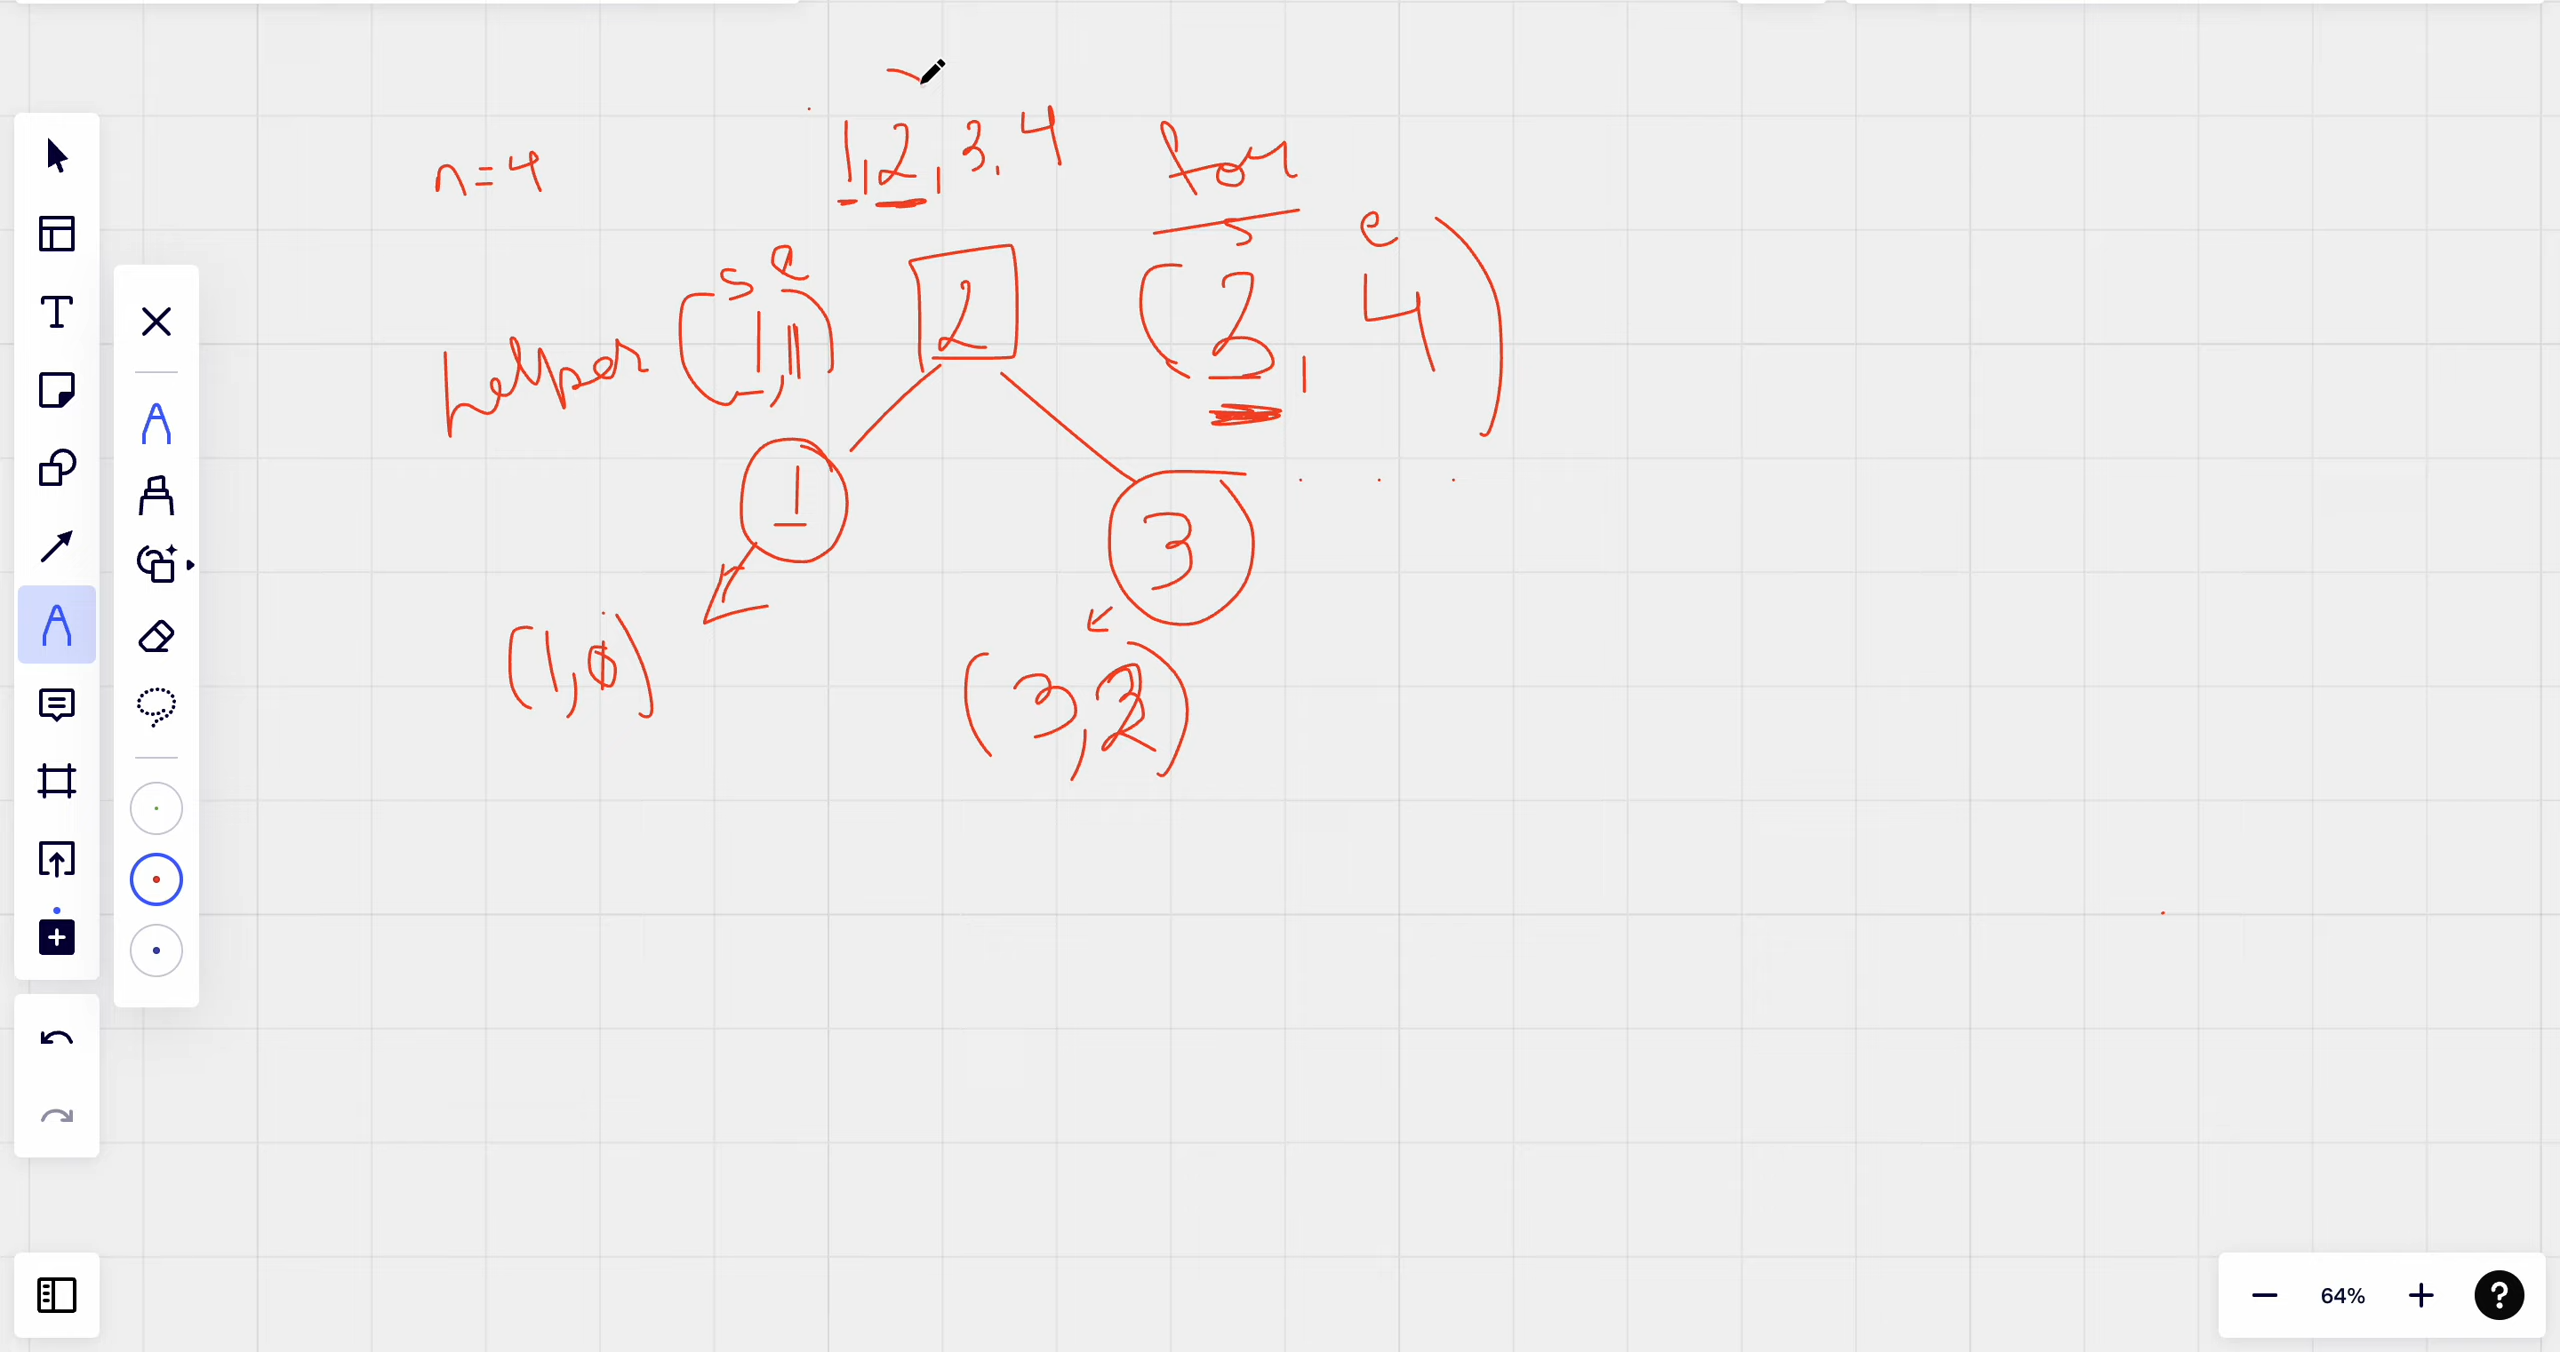 n=4 1,2,3,4 for
s e
s e
helper (1,1) 2 (3, 4)
1
3
(1,0)
(3,2)
64%